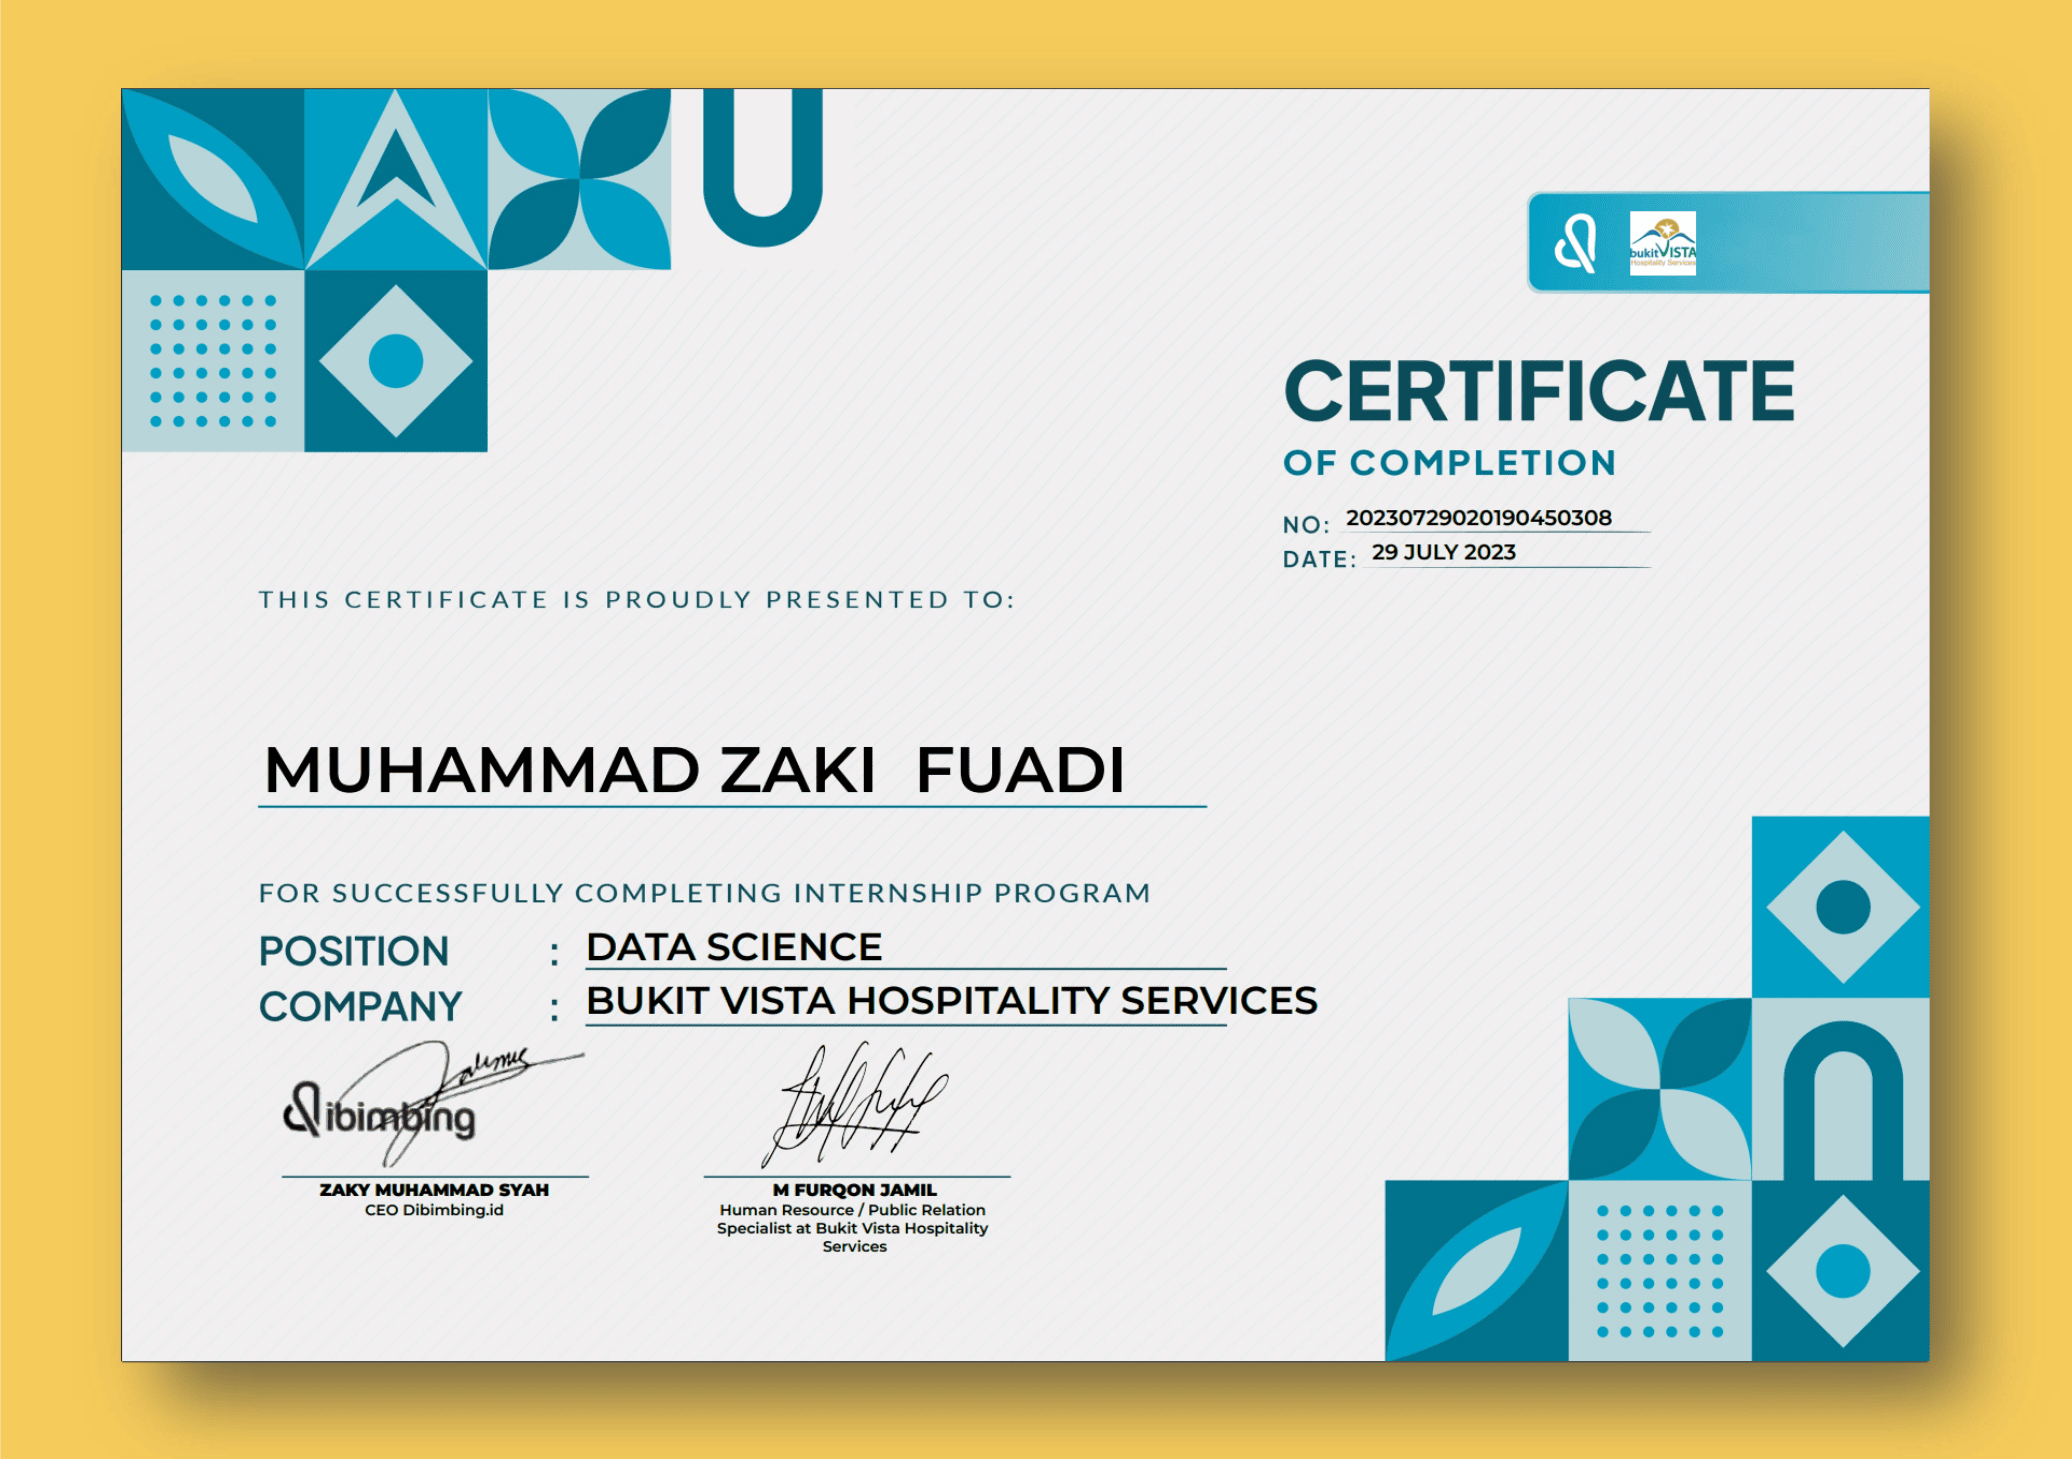 bukit VISTA
Hospitality Services
CERTIFICATE
OF COMPLETION
NO: 20230729020190450308
DATE: 29 JULY 2023
THIS CERTIFICATE IS PROUDLY PRESENTED TO:
MUHAMMAD ZAKI  FUADI
FOR SUCCESSFULLY COMPLETING INTERNSHIP PROGRAM
POSITION : DATA SCIENCE
COMPANY : BUKIT VISTA HOSPITALITY SERVICES
dibimbing
ZAKY MUHAMMAD SYAH
CEO Dibimbing.id
M FURQON JAMIL
Human Resource / Public Relation
Specialist at Bukit Vista Hospitality
Services